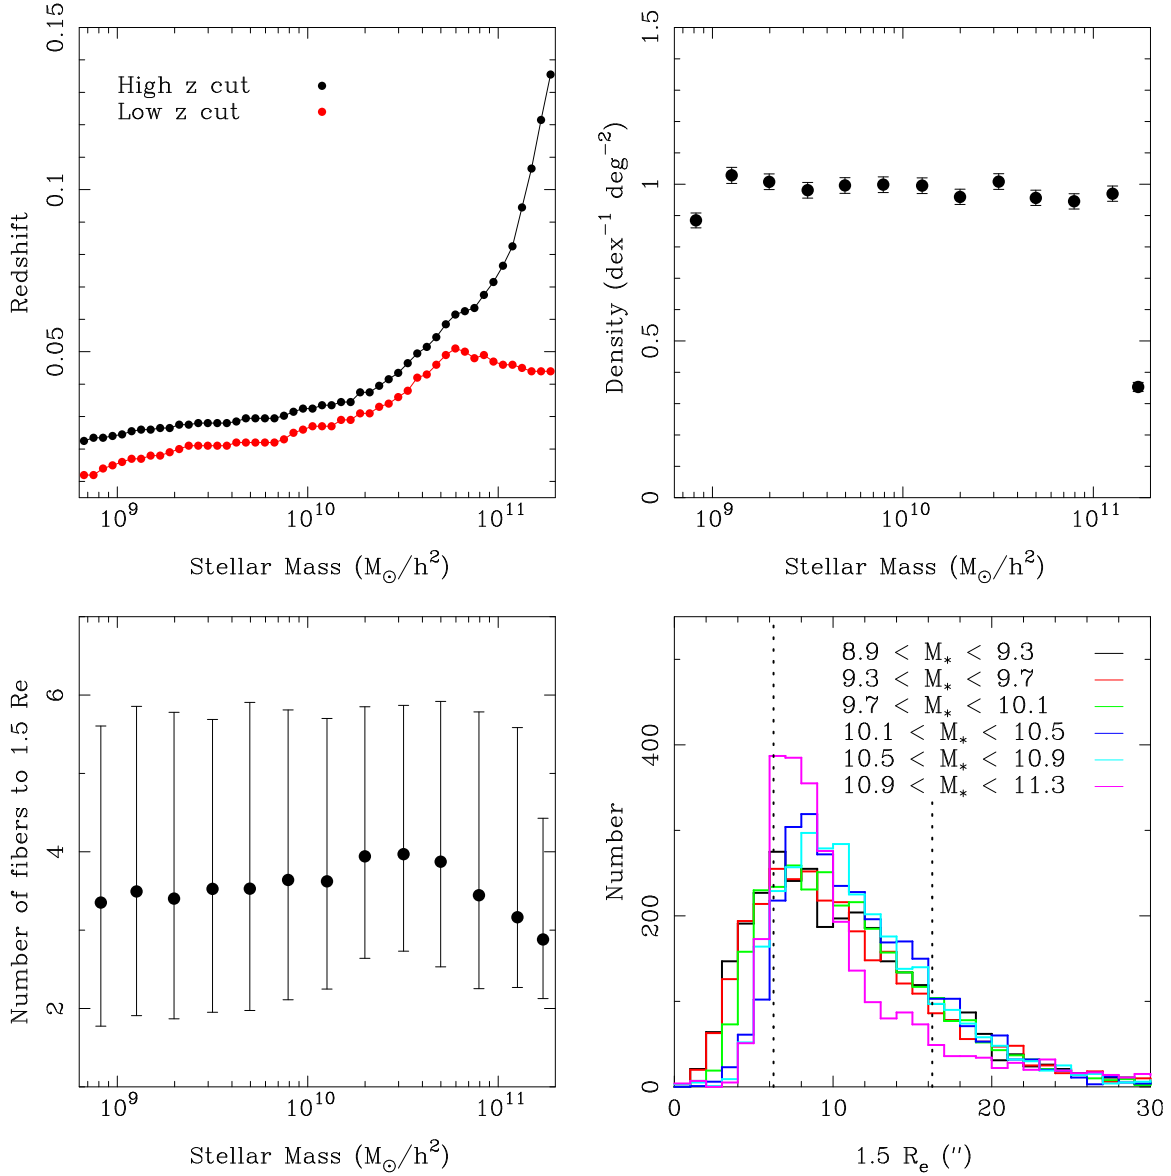 0.15
0.1
0.05
Redshift
High z cut
Low z cut
10^9
10^10
10^11
Stellar Mass (M⊙/h^2)
1.5
1
0.5
0
Density (dex^−1 deg^−2)
10^9
10^10
10^11
Stellar Mass (M⊙/h^2)
6
4
2
Number of fibers to 1.5 Re
10^9
10^10
10^11
Stellar Mass (M⊙/h^2)
400
200
0
Number
8.9 < M_* < 9.3
9.3 < M_* < 9.7
9.7 < M_* < 10.1
10.1 < M_* < 10.5
10.5 < M_* < 10.9
10.9 < M_* < 11.3
0
10
20
30
1.5 R_e (″)